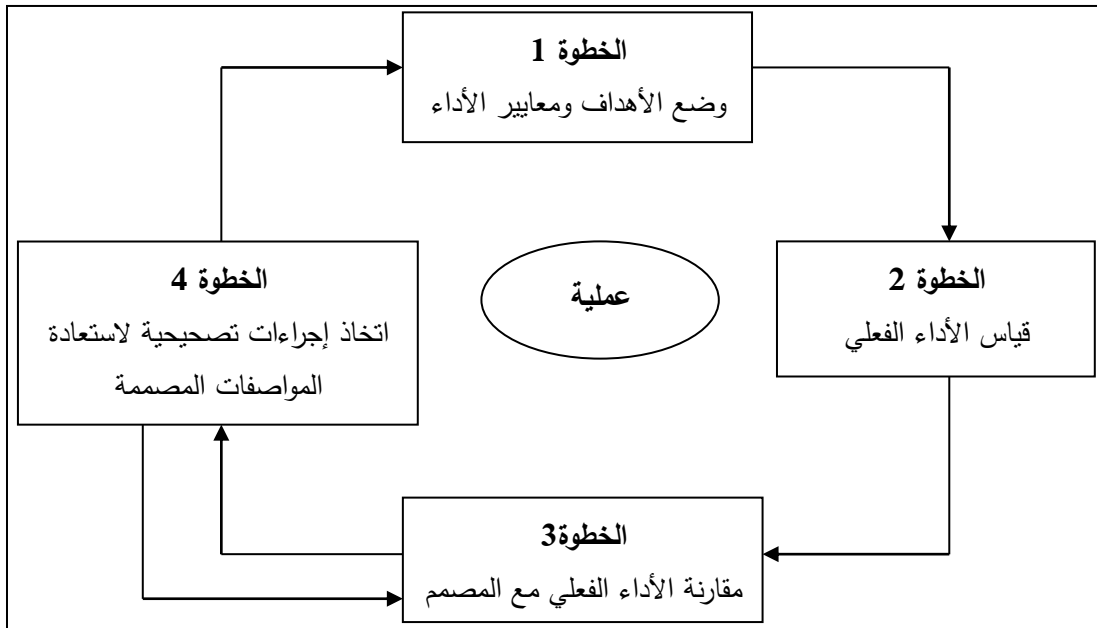 الخطوة 1
وضع الأهداف ومعايير الأداء
الخطوة 2
قياس الأداء الفعلي
عملية
الخطوة 4
اتخاذ إجراءات تصحيحية لاستعادة
المواصفات المصممة
الخطوة3
مقارنة الأداء الفعلي مع المصمم